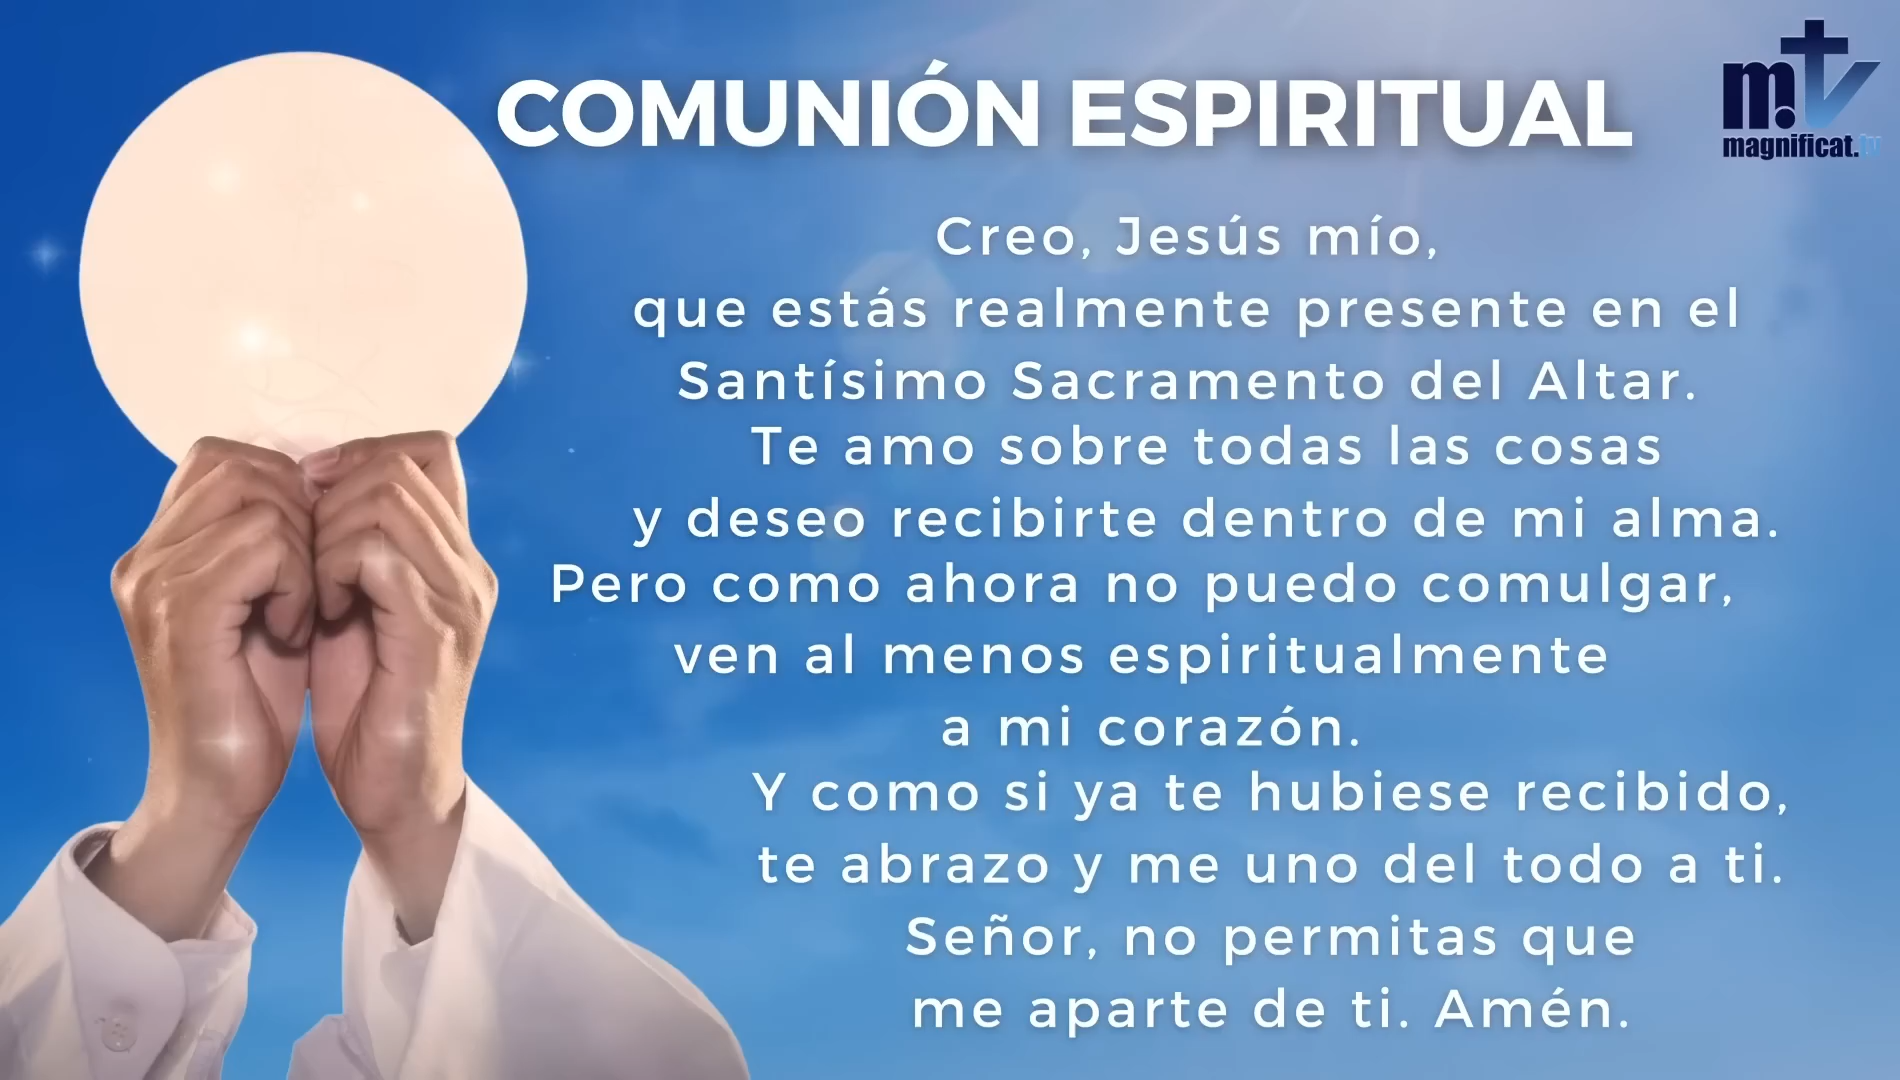 COMUNIÓN ESPIRITUAL
mtv
magnificat.tv
Creo, Jesús mío,
que estás realmente presente en el
Santísimo Sacramento del Altar.
Te amo sobre todas las cosas
y deseo recibirte dentro de mi alma.
Pero como ahora no puedo comulgar,
ven al menos espiritualmente
a mi corazón.
Y como si ya te hubiese recibido,
te abrazo y me uno del todo a ti.
Señor, no permitas que
me aparte de ti. Amén.